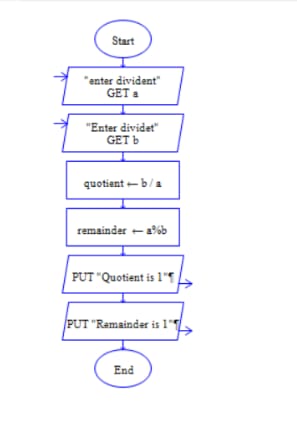 Start
"enter divident"
GET a
"Enter dividet"
GET b
quotient ← b / a
remainder ← a%b
PUT "Quotient is 1"¶
PUT "Remainder is 1"¶
End